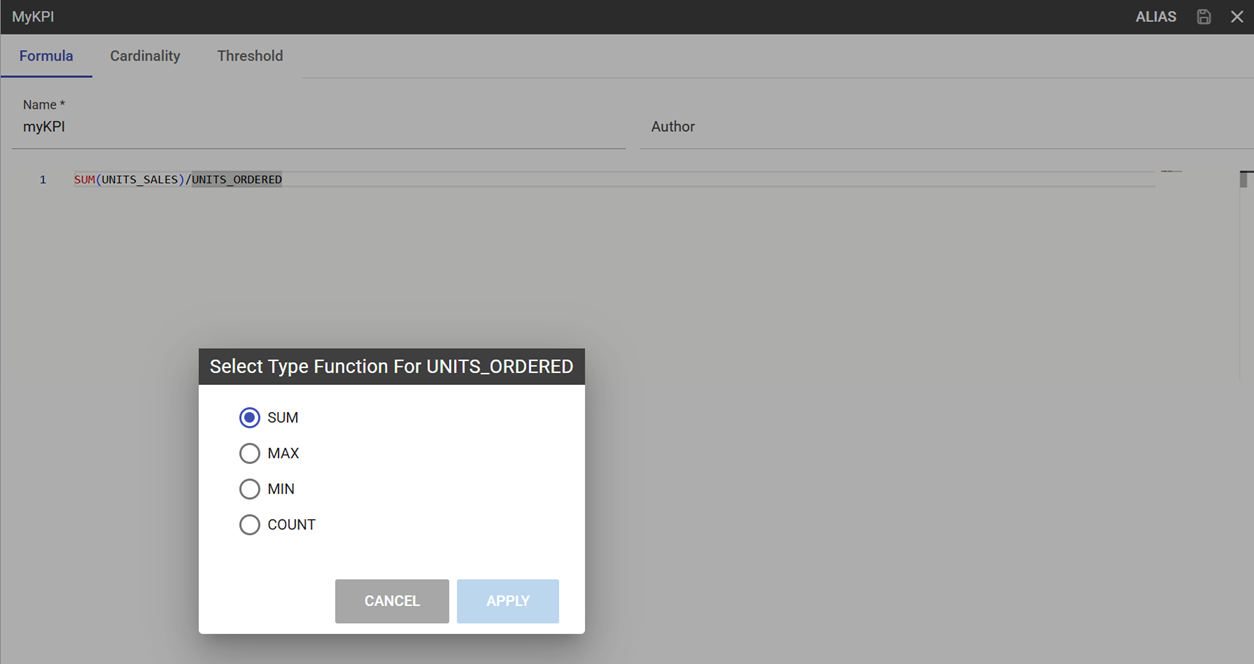 MyKPI ALIAS
Formula Cardinality Threshold
Name *
myKPI Author
1 SUM(UNITS_SALES)/UNITS_ORDERED
Select Type Function For UNITS_ORDERED
SUM
MAX
MIN
COUNT
CANCEL APPLY